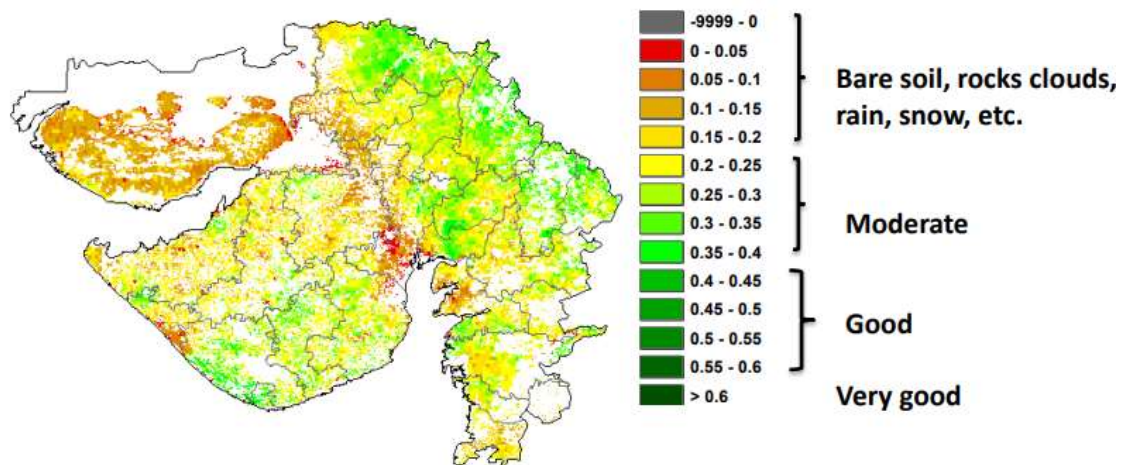 -9999 - 0
0 - 0.05
0.05 - 0.1
0.1 - 0.15
0.15 - 0.2
0.2 - 0.25
0.25 - 0.3
0.3 - 0.35
0.35 - 0.4
0.4 - 0.45
0.45 - 0.5
0.5 - 0.55
0.55 - 0.6
> 0.6
Bare soil, rocks clouds,
rain, snow, etc.
Moderate
Good
Very good